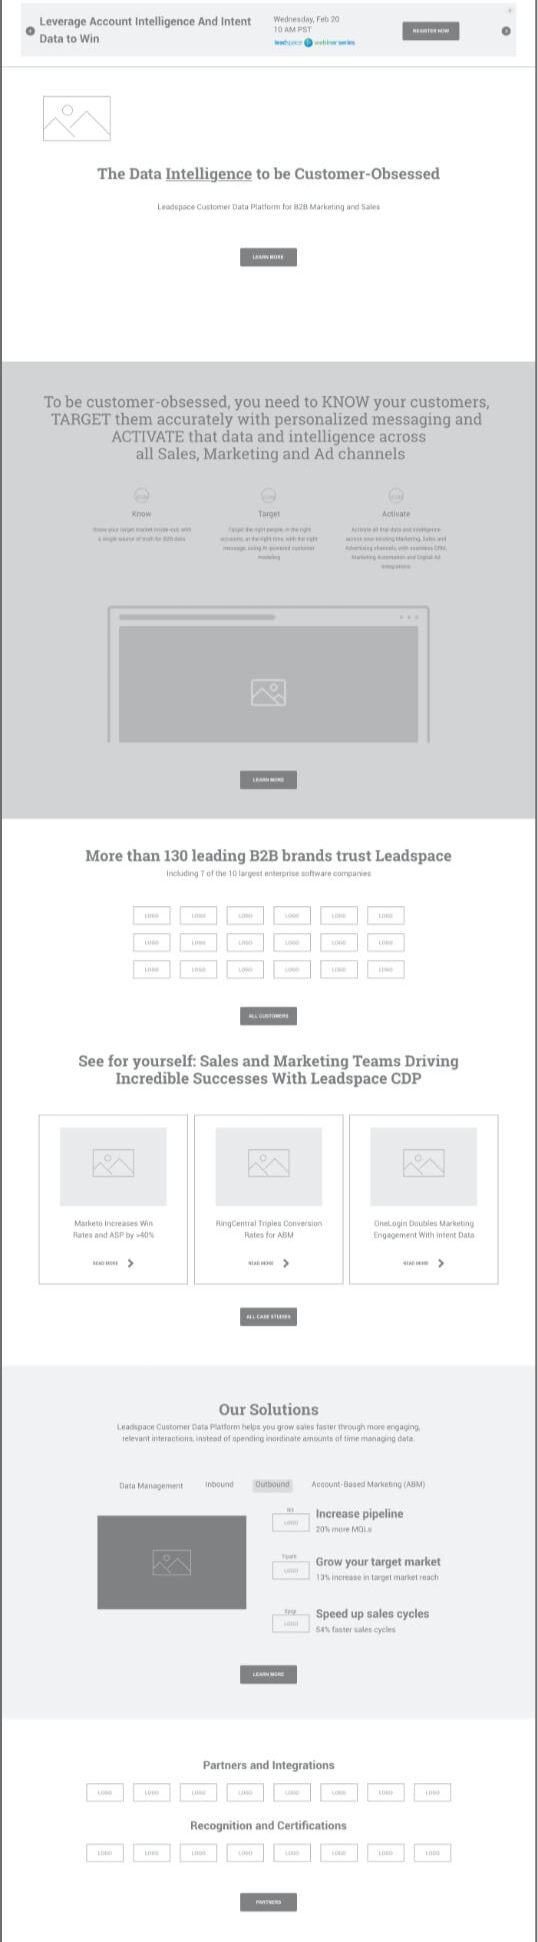 Leverage Account Intelligence And Intent
Data to Win
Wednesday, Feb 20
10 AM PST
leadspace webinar series
REGISTER NOW
The Data Intelligence to be Customer-Obsessed
Leadspace Customer Data Platform for B2B Marketing and Sales
LEARN MORE
To be customer-obsessed, you need to KNOW your customers,
TARGET them accurately with personalized messaging and
ACTIVATE that data and intelligence across
all Sales, Marketing and Ad channels
Know
Know your target market inside-out, with
a single source of truth for B2B data
Target
Target the right people, in the right
accounts, at the right time, with the right
message, using AI-powered customer
modeling
Activate
Activate all that data and intelligence
across your existing Marketing, Sales and
Advertising channels, with seamless CRM,
Marketing Automation and Digital Ad
integrations
LEARN MORE
More than 130 leading B2B brands trust Leadspace
Including 7 of the 10 largest enterprise software companies
LOGO LOGO LOGO LOGO LOGO LOGO
LOGO LOGO LOGO LOGO LOGO LOGO
LOGO LOGO LOGO LOGO LOGO LOGO
ALL CUSTOMERS
See for yourself: Sales and Marketing Teams Driving
Incredible Successes With Leadspace CDP
Marketo Increases Win
Rates and ASP by >40%
READ MORE
RingCentral Triples Conversion
Rates for ABM
READ MORE
OneLogin Doubles Marketing
Engagement With Intent Data
READ MORE
ALL CASE STUDIES
Our Solutions
Leadspace Customer Data Platform helps you grow sales faster through more engaging,
relevant interactions, instead of spending inordinate amounts of time managing data.
Data Management Inbound Outbound Account-Based Marketing (ABM)
LOGO
Increase pipeline
20% more MQLs
LOGO
Grow your target market
13% increase in target market reach
LOGO
Speed up sales cycles
54% faster sales cycles
LEARN MORE
Partners and Integrations
LOGO LOGO LOGO LOGO LOGO LOGO LOGO LOGO
Recognition and Certifications
LOGO LOGO LOGO LOGO LOGO LOGO LOGO LOGO
PARTNERS